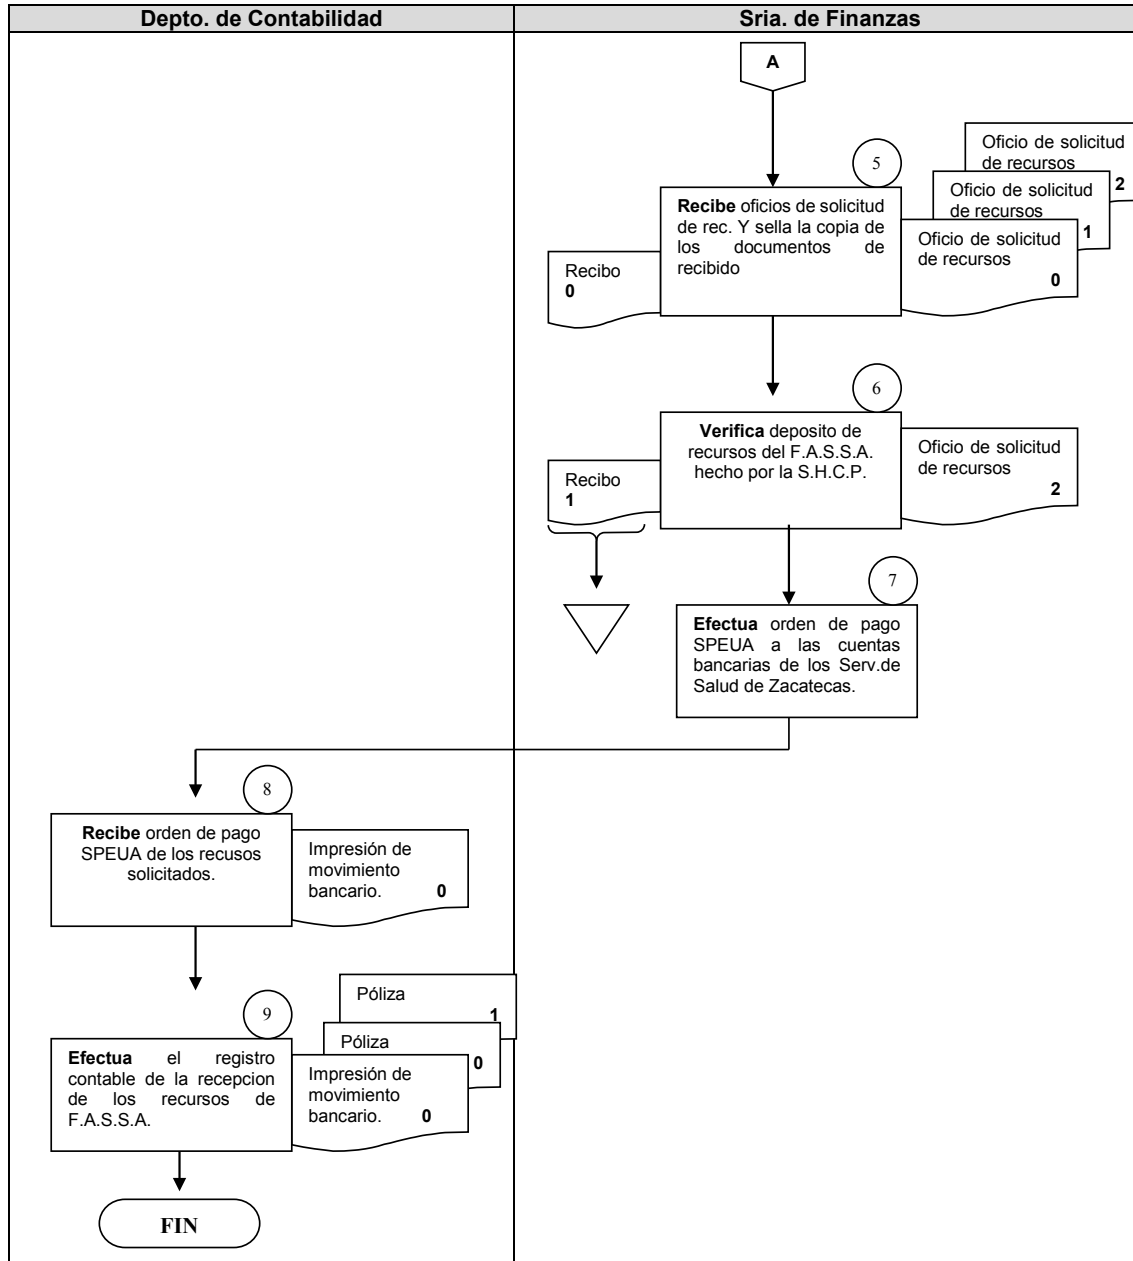 Depto. de Contabilidad
Sria. de Finanzas
A
5
Oficio de solicitud
de recursos
2
Oficio de solicitud
de recursos
1
Recibe oficios de solicitud
de rec. Y sella la copia de
los documentos de
recibido
Oficio de solicitud
de recursos
0
Recibo
0
6
Verifica deposito de
recursos del F.A.S.S.A.
hecho por la S.H.C.P.
Oficio de solicitud
de recursos
2
Recibo
1
7
Efectua orden de pago
SPEUA a las cuentas
bancarias de los Serv.de
Salud de Zacatecas.
8
Recibe orden de pago
SPEUA de los recusos
solicitados.
Impresión de
movimiento
bancario. 0
9
Póliza
1
Póliza
0
Efectua el registro
contable de la recepcion
de los recursos de
F.A.S.S.A.
Impresión de
movimiento
bancario. 0
FIN